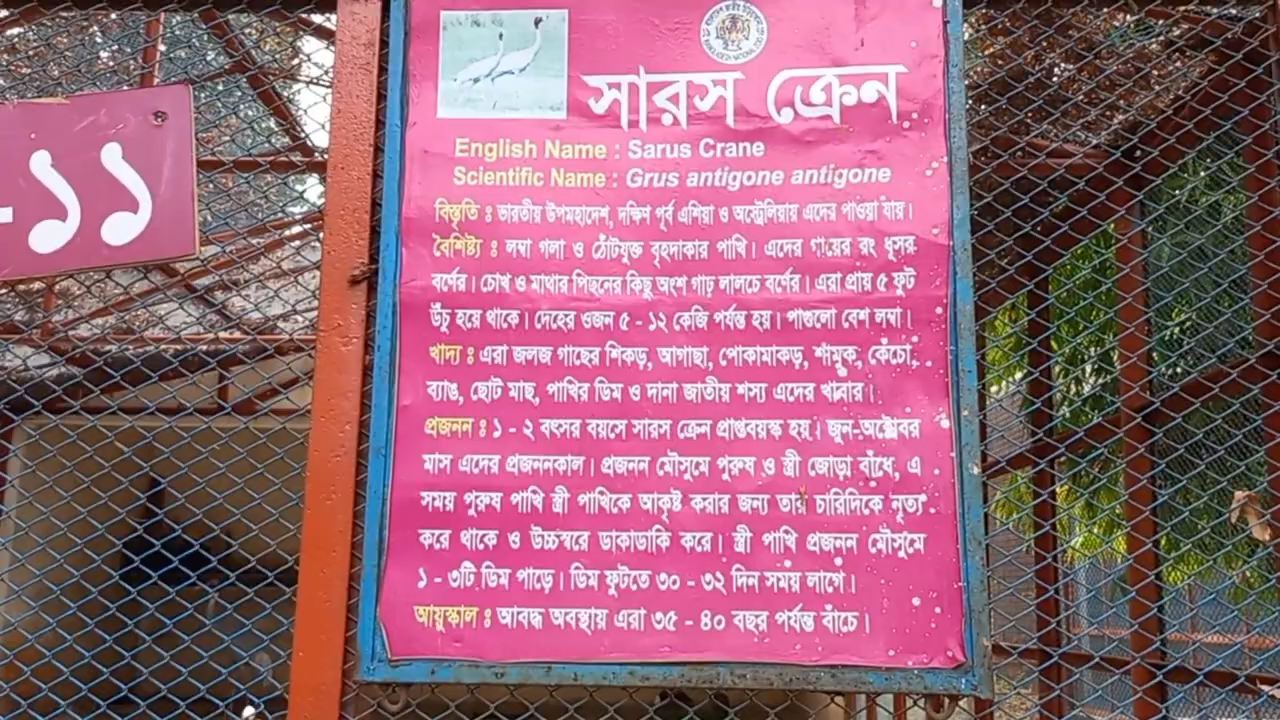 -১১
সারস ক্রেন
English Name : Sarus Crane
Scientific Name : Grus antigone antigone
বিস্তৃতি : ভারতীয় উপমহাদেশ, দক্ষিণ পূর্ব এশিয়া ও অস্ট্রেলিয়ায় এদের পাওয়া যায়।
বৈশিষ্ট্য : লম্বা গলা ও ঠোঁটযুক্ত বৃহদাকার পাখি। এদের গায়ের রং ধূসর
বর্ণের। চোখ ও মাথার পিছনের কিছু অংশ গাঢ় লালচে বর্ণের। এরা প্রায় ৫ ফুট
উঁচু হয়ে থাকে। দেহের ওজন ৫ - ১২ কেজি পর্যন্ত হয়। পাগুলো বেশ লম্বা।
খাদ্য : এরা জলজ গাছের শিকড়, আগাছা, পোকামাকড়, শামুক, কেঁচো,
ব্যাঙ, ছোট মাছ, পাখির ডিম ও দানা জাতীয় শস্য এদের খাবার।
প্রজনন : ১ - ২ বৎসর বয়সে সারস ক্রেন প্রাপ্তবয়স্ক হয়। জুন-অক্টোবর
মাস এদের প্রজননকাল। প্রজনন মৌসুমে পুরুষ ও স্ত্রী জোড়া বাঁধে, এ
সময় পুরুষ পাখি স্ত্রী পাখিকে আকৃষ্ট করার জন্য তার চারিদিকে নৃত্য
করে থাকে ও উচ্চস্বরে ডাকাডাকি করে। স্ত্রী পাখি প্রজনন মৌসুমে
১ - ৩টি ডিম পাড়ে। ডিম ফুটতে ৩০ - ৩২ দিন সময় লাগে।
আয়ুস্কাল : আবদ্ধ অবস্থায় এরা ৩৫ - ৪০ বছর পর্যন্ত বাঁচে।